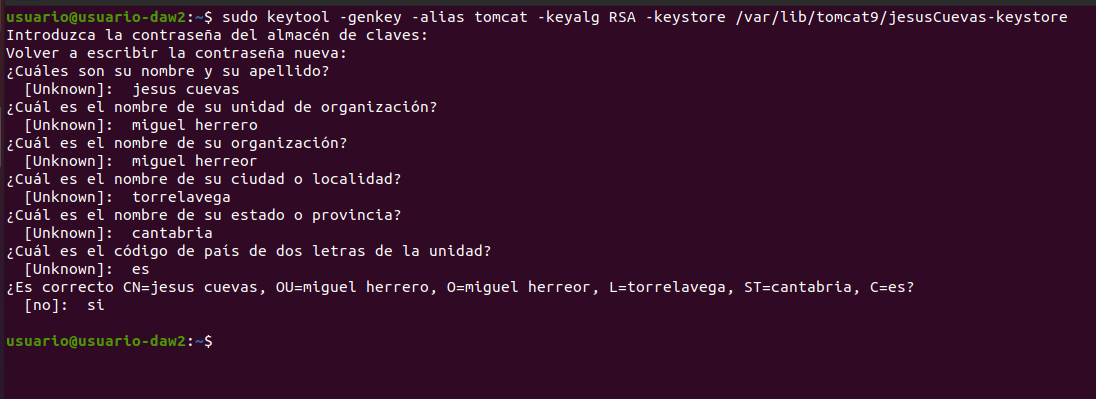 usuario@usuario-daw2:~$ sudo keytool -genkey -alias tomcat -keyalg RSA -keystore /var/lib/tomcat9/jesusCuevas-keystore
Introduzca la contraseña del almacén de claves:
Volver a escribir la contraseña nueva:
¿Cuáles son su nombre y su apellido?
  [Unknown]:  jesus cuevas
¿Cuál es el nombre de su unidad de organización?
  [Unknown]:  miguel herrero
¿Cuál es el nombre de su organización?
  [Unknown]:  miguel herreor
¿Cuál es el nombre de su ciudad o localidad?
  [Unknown]:  torrelavega
¿Cuál es el nombre de su estado o provincia?
  [Unknown]:  cantabria
¿Cuál es el código de país de dos letras de la unidad?
  [Unknown]:  es
¿Es correcto CN=jesus cuevas, OU=miguel herrero, O=miguel herreor, L=torrelavega, ST=cantabria, C=es?
  [no]:  si
usuario@usuario-daw2:~$